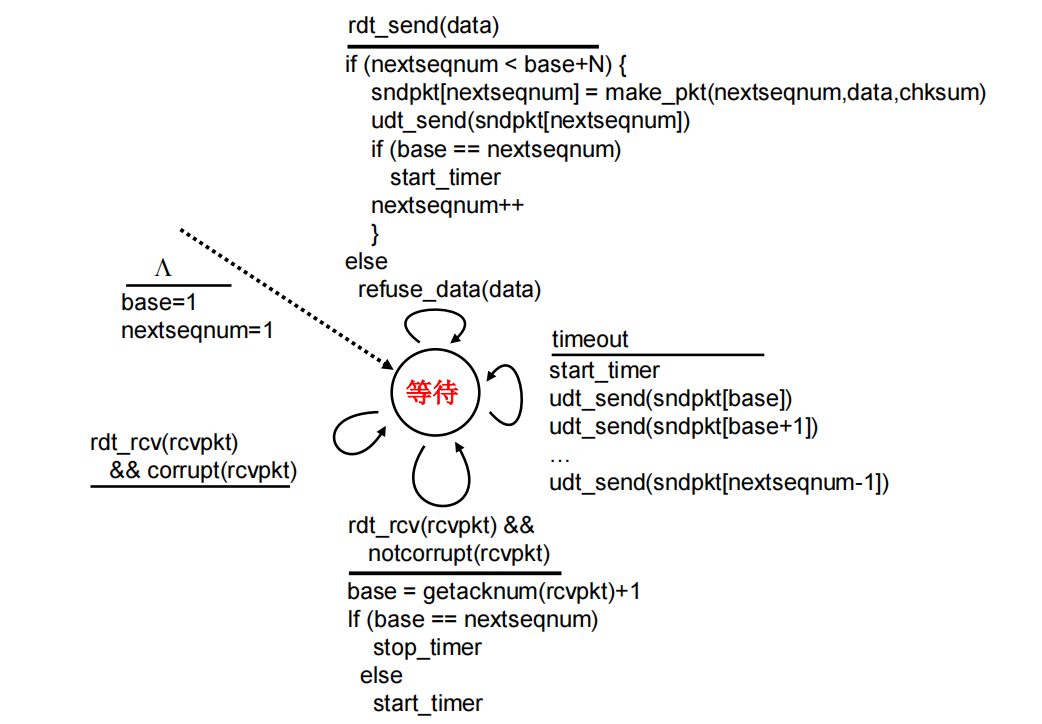 rdt_send(data)
if (nextseqnum < base+N) {
sndpkt[nextseqnum] = make_pkt(nextseqnum,data,chksum)
udt_send(sndpkt[nextseqnum])
if (base == nextseqnum)
start_timer
nextseqnum++
}
else
refuse_data(data)
Λ
base=1
nextseqnum=1
等待
timeout
start_timer
udt_send(sndpkt[base])
udt_send(sndpkt[base+1])
…
udt_send(sndpkt[nextseqnum-1])
rdt_rcv(rcvpkt)
&& corrupt(rcvpkt)
rdt_rcv(rcvpkt) &&
notcorrupt(rcvpkt)
base = getacknum(rcvpkt)+1
If (base == nextseqnum)
stop_timer
else
start_timer